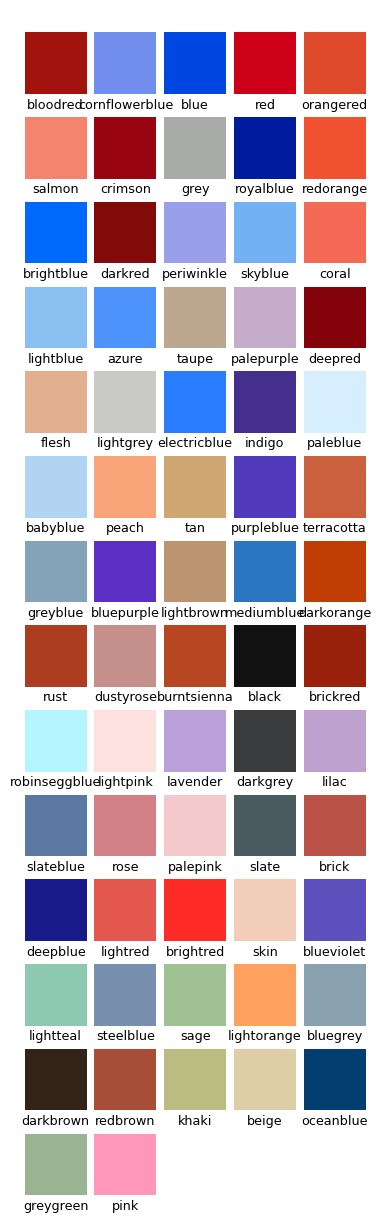 bloodred cornflowerblue blue red orangered
salmon crimson grey royalblue redorange
brightblue darkred periwinkle skyblue coral
lightblue azure taupe palepurple deepred
flesh lightgrey electricblue indigo paleblue
babyblue peach tan purpleblue terracotta
greyblue bluepurple lightbrown mediumblue darkorange
rust dustyrose burntsienna black brickred
robinseggblue lightpink lavender darkgrey lilac
slateblue rose palepink slate brick
deepblue lightred brightred skin blueviolet
lightteal steelblue sage lightorange bluegrey
darkbrown redbrown khaki beige oceanblue
greygreen pink